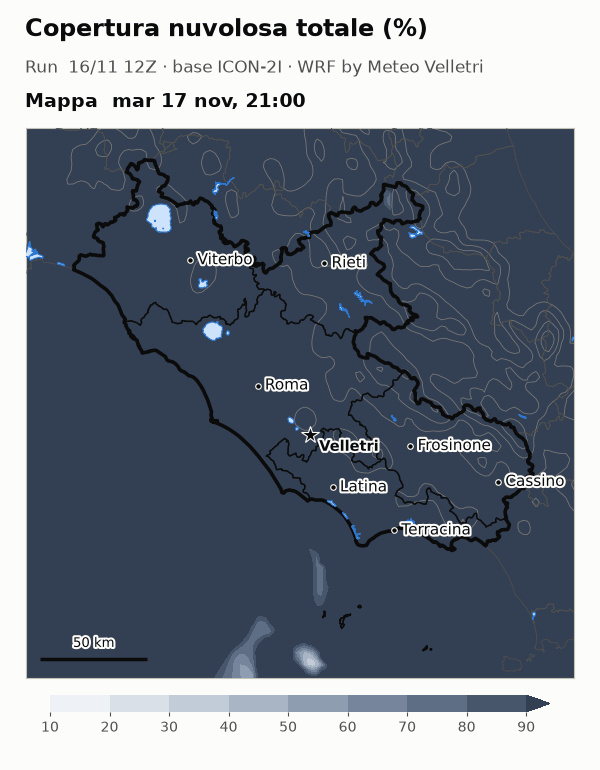 Copertura nuvolosa totale (%)
Run  16/11 12Z · base ICON-2I · WRF by Meteo Velletri
Mappa  mar 17 nov, 21:00
Viterbo
Rieti
Roma
Velletri
Frosinone
Cassino
Latina
Terracina
50 km
10 20 30 40 50 60 70 80 90